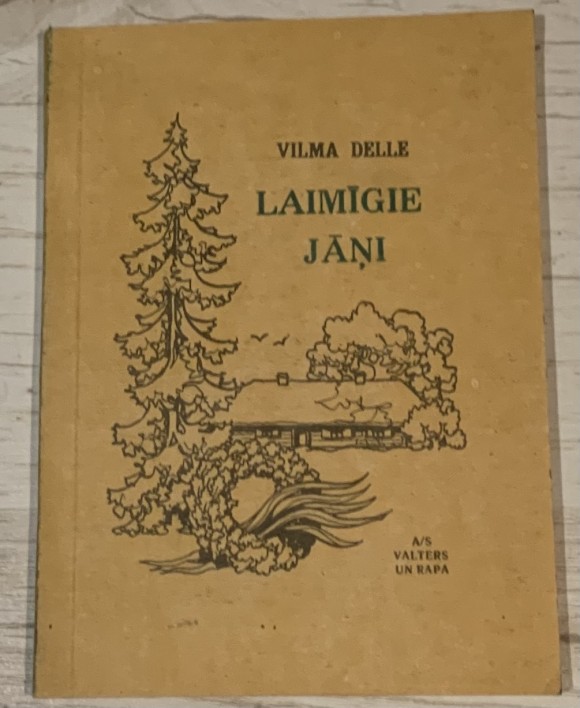 VILMA DELLE
LAIMĪGIE
JĀŅI
A/S
VALTERS
UN RAPA